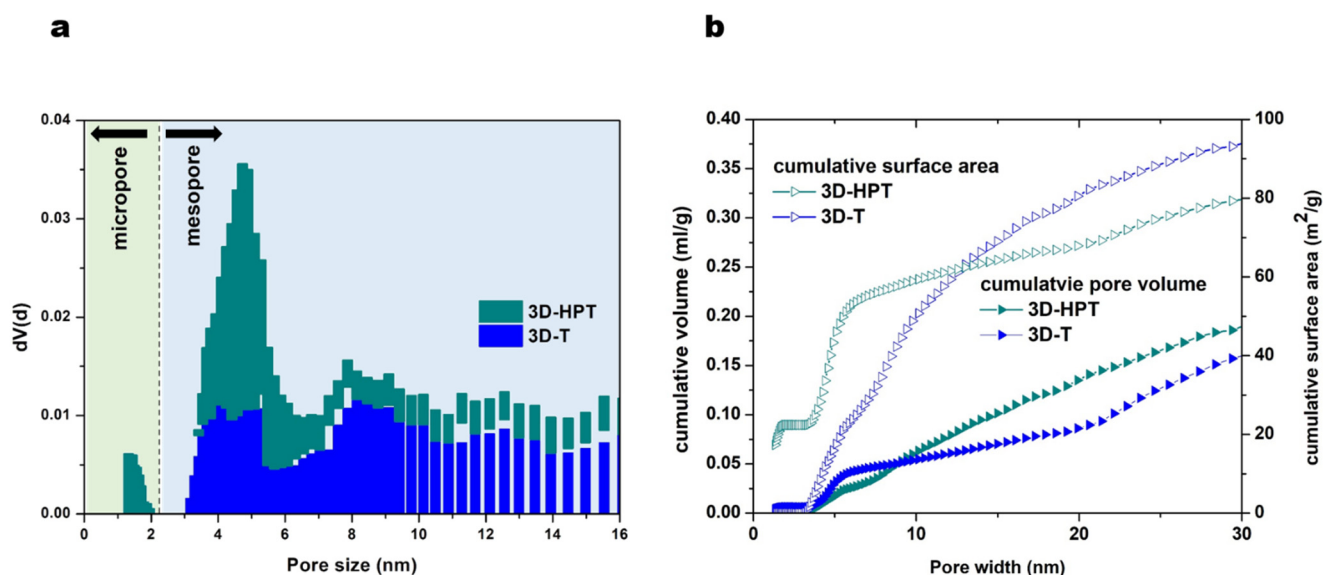 a
b
0.04
0.03
0.02
0.01
0.00
dV(d)
micropore
mesopore
3D-HPT
3D-T
0 2 4 6 8 10 12 14 16
Pore size (nm)
0.40
0.35
0.30
0.25
0.20
0.15
0.10
0.05
0.00
cumulative volume (ml/g)
cumulative surface area
3D-HPT
3D-T
cumulatvie pore volume
3D-HPT
3D-T
100
80
60
40
20
0
cumulative surface area (m²/g)
0 10 20 30
Pore width (nm)